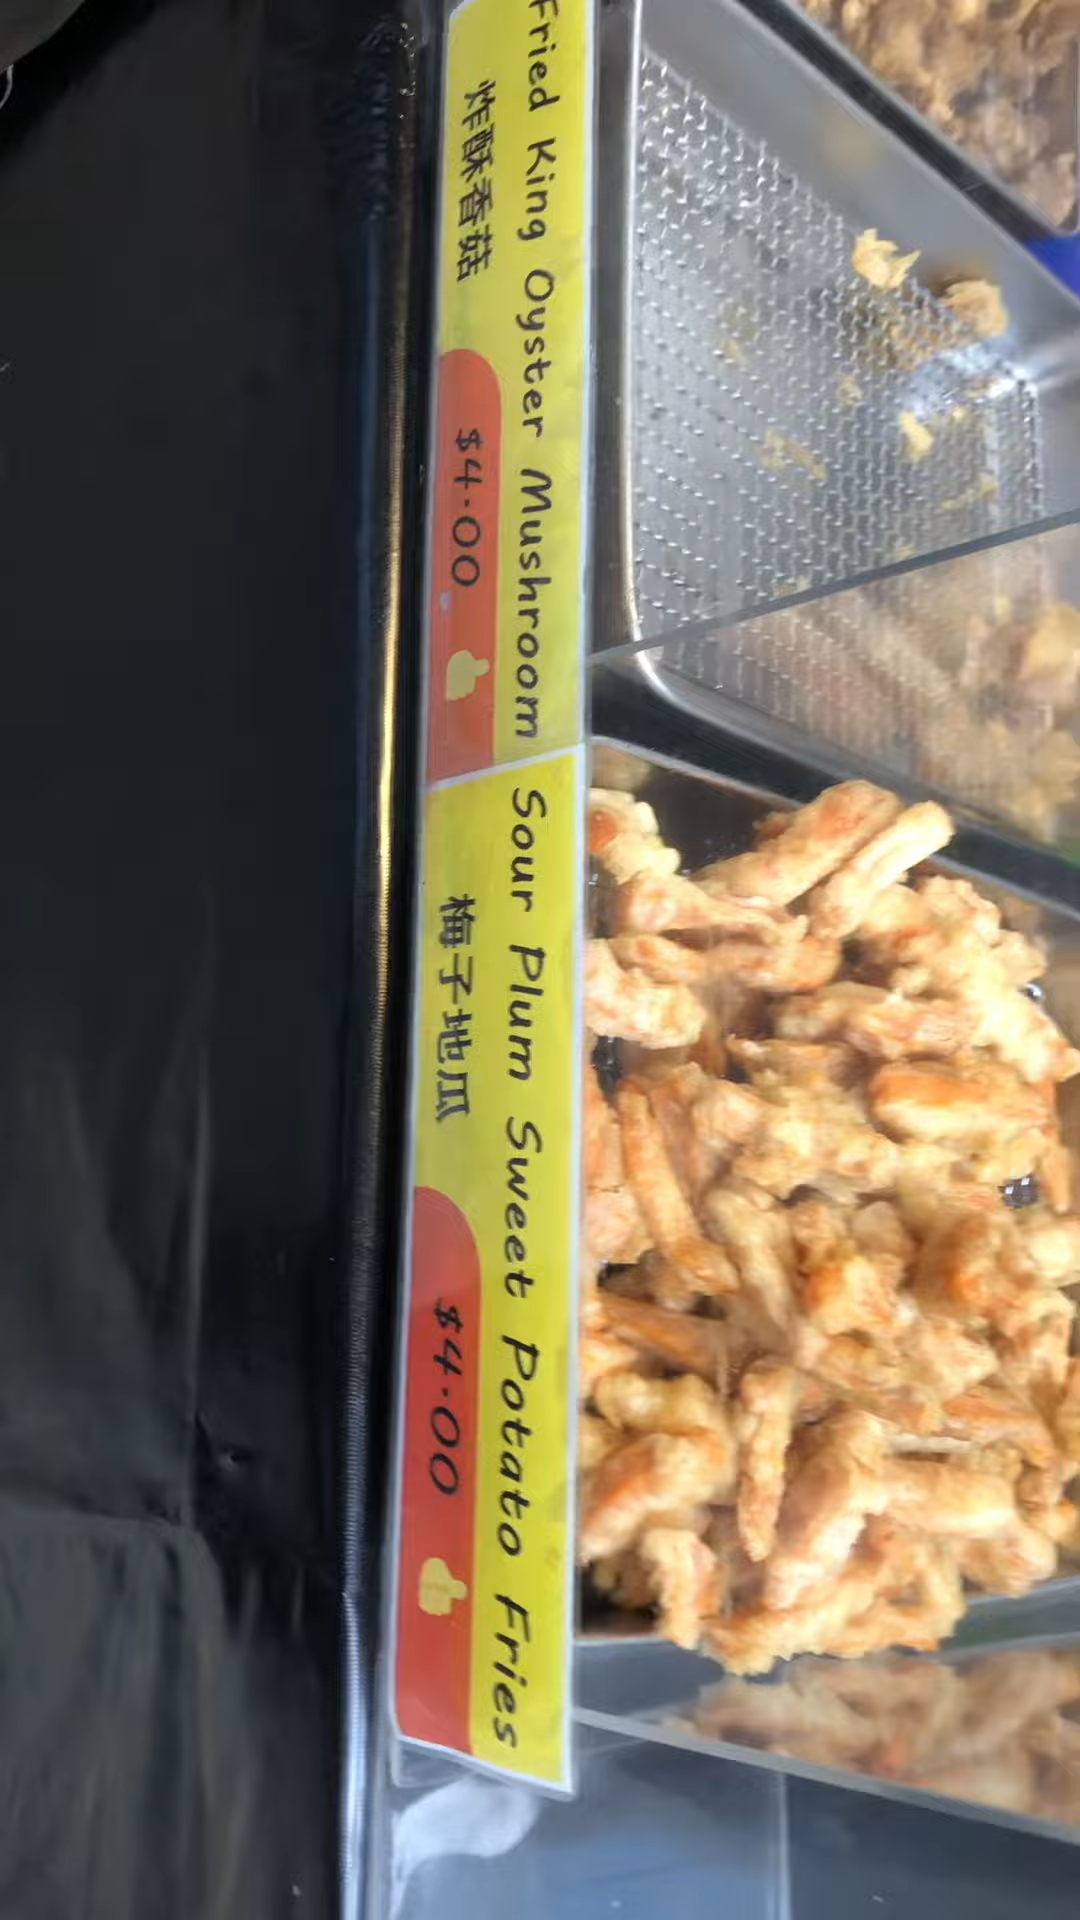 Fried King Oyster Mushroom
炸酥香菇
$4.00
Sour Plum Sweet Potato Fries
梅子地瓜
$4.00